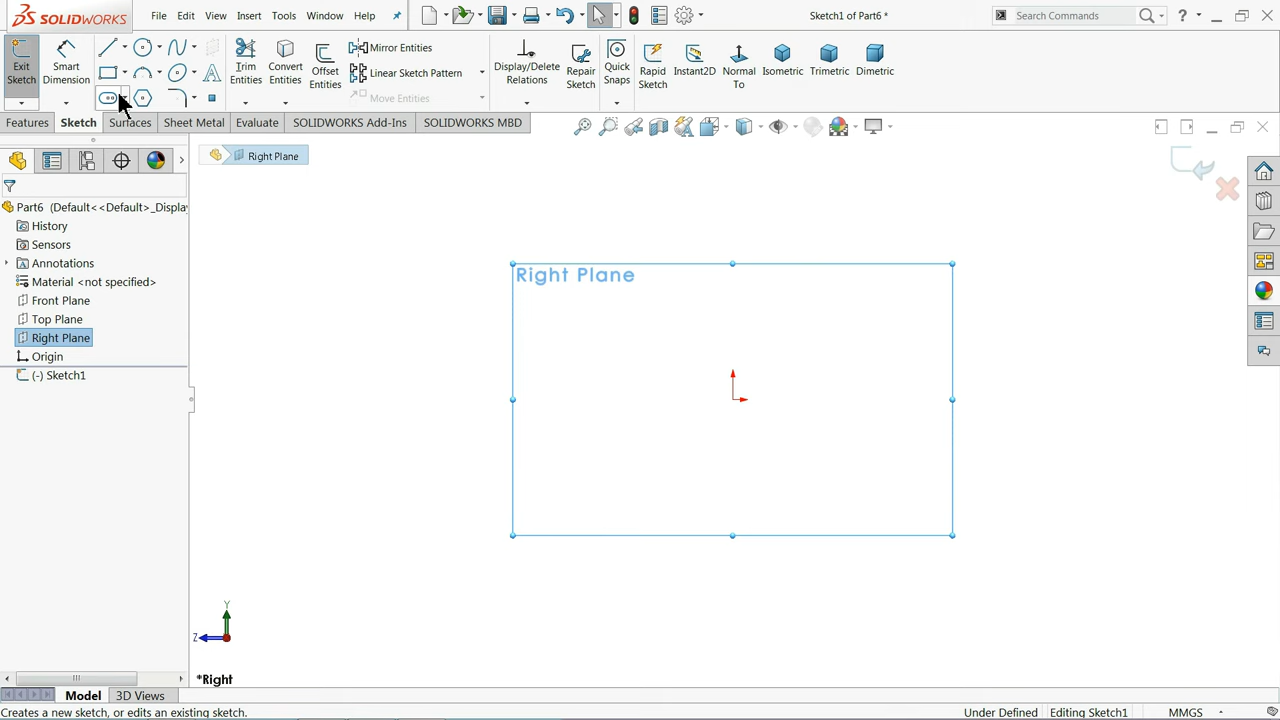 SOLIDWORKS
File Edit View Insert Tools Window Help
Sketch1 of Part6 *
Search Commands
?
Exit Sketch
Smart Dimension
Trim Entities
Convert Entities
Offset Entities
Mirror Entities
Linear Sketch Pattern
Move Entities
Display/Delete Relations
Repair Sketch
Quick Snaps
Rapid Sketch
Instant2D
Normal To
Isometric
Trimetric
Dimetric
Features Sketch Surfaces Sheet Metal Evaluate SOLIDWORKS Add-Ins SOLIDWORKS MBD
Right Plane
Part6 (Default<<Default>_Displa
History
Sensors
Annotations
Material <not specified>
Front Plane
Top Plane
Right Plane
Origin
(-) Sketch1
Right Plane
Y
Z
*Right
Model 3D Views
Creates a new sketch, or edits an existing sketch.
Under Defined Editing Sketch1 MMGS